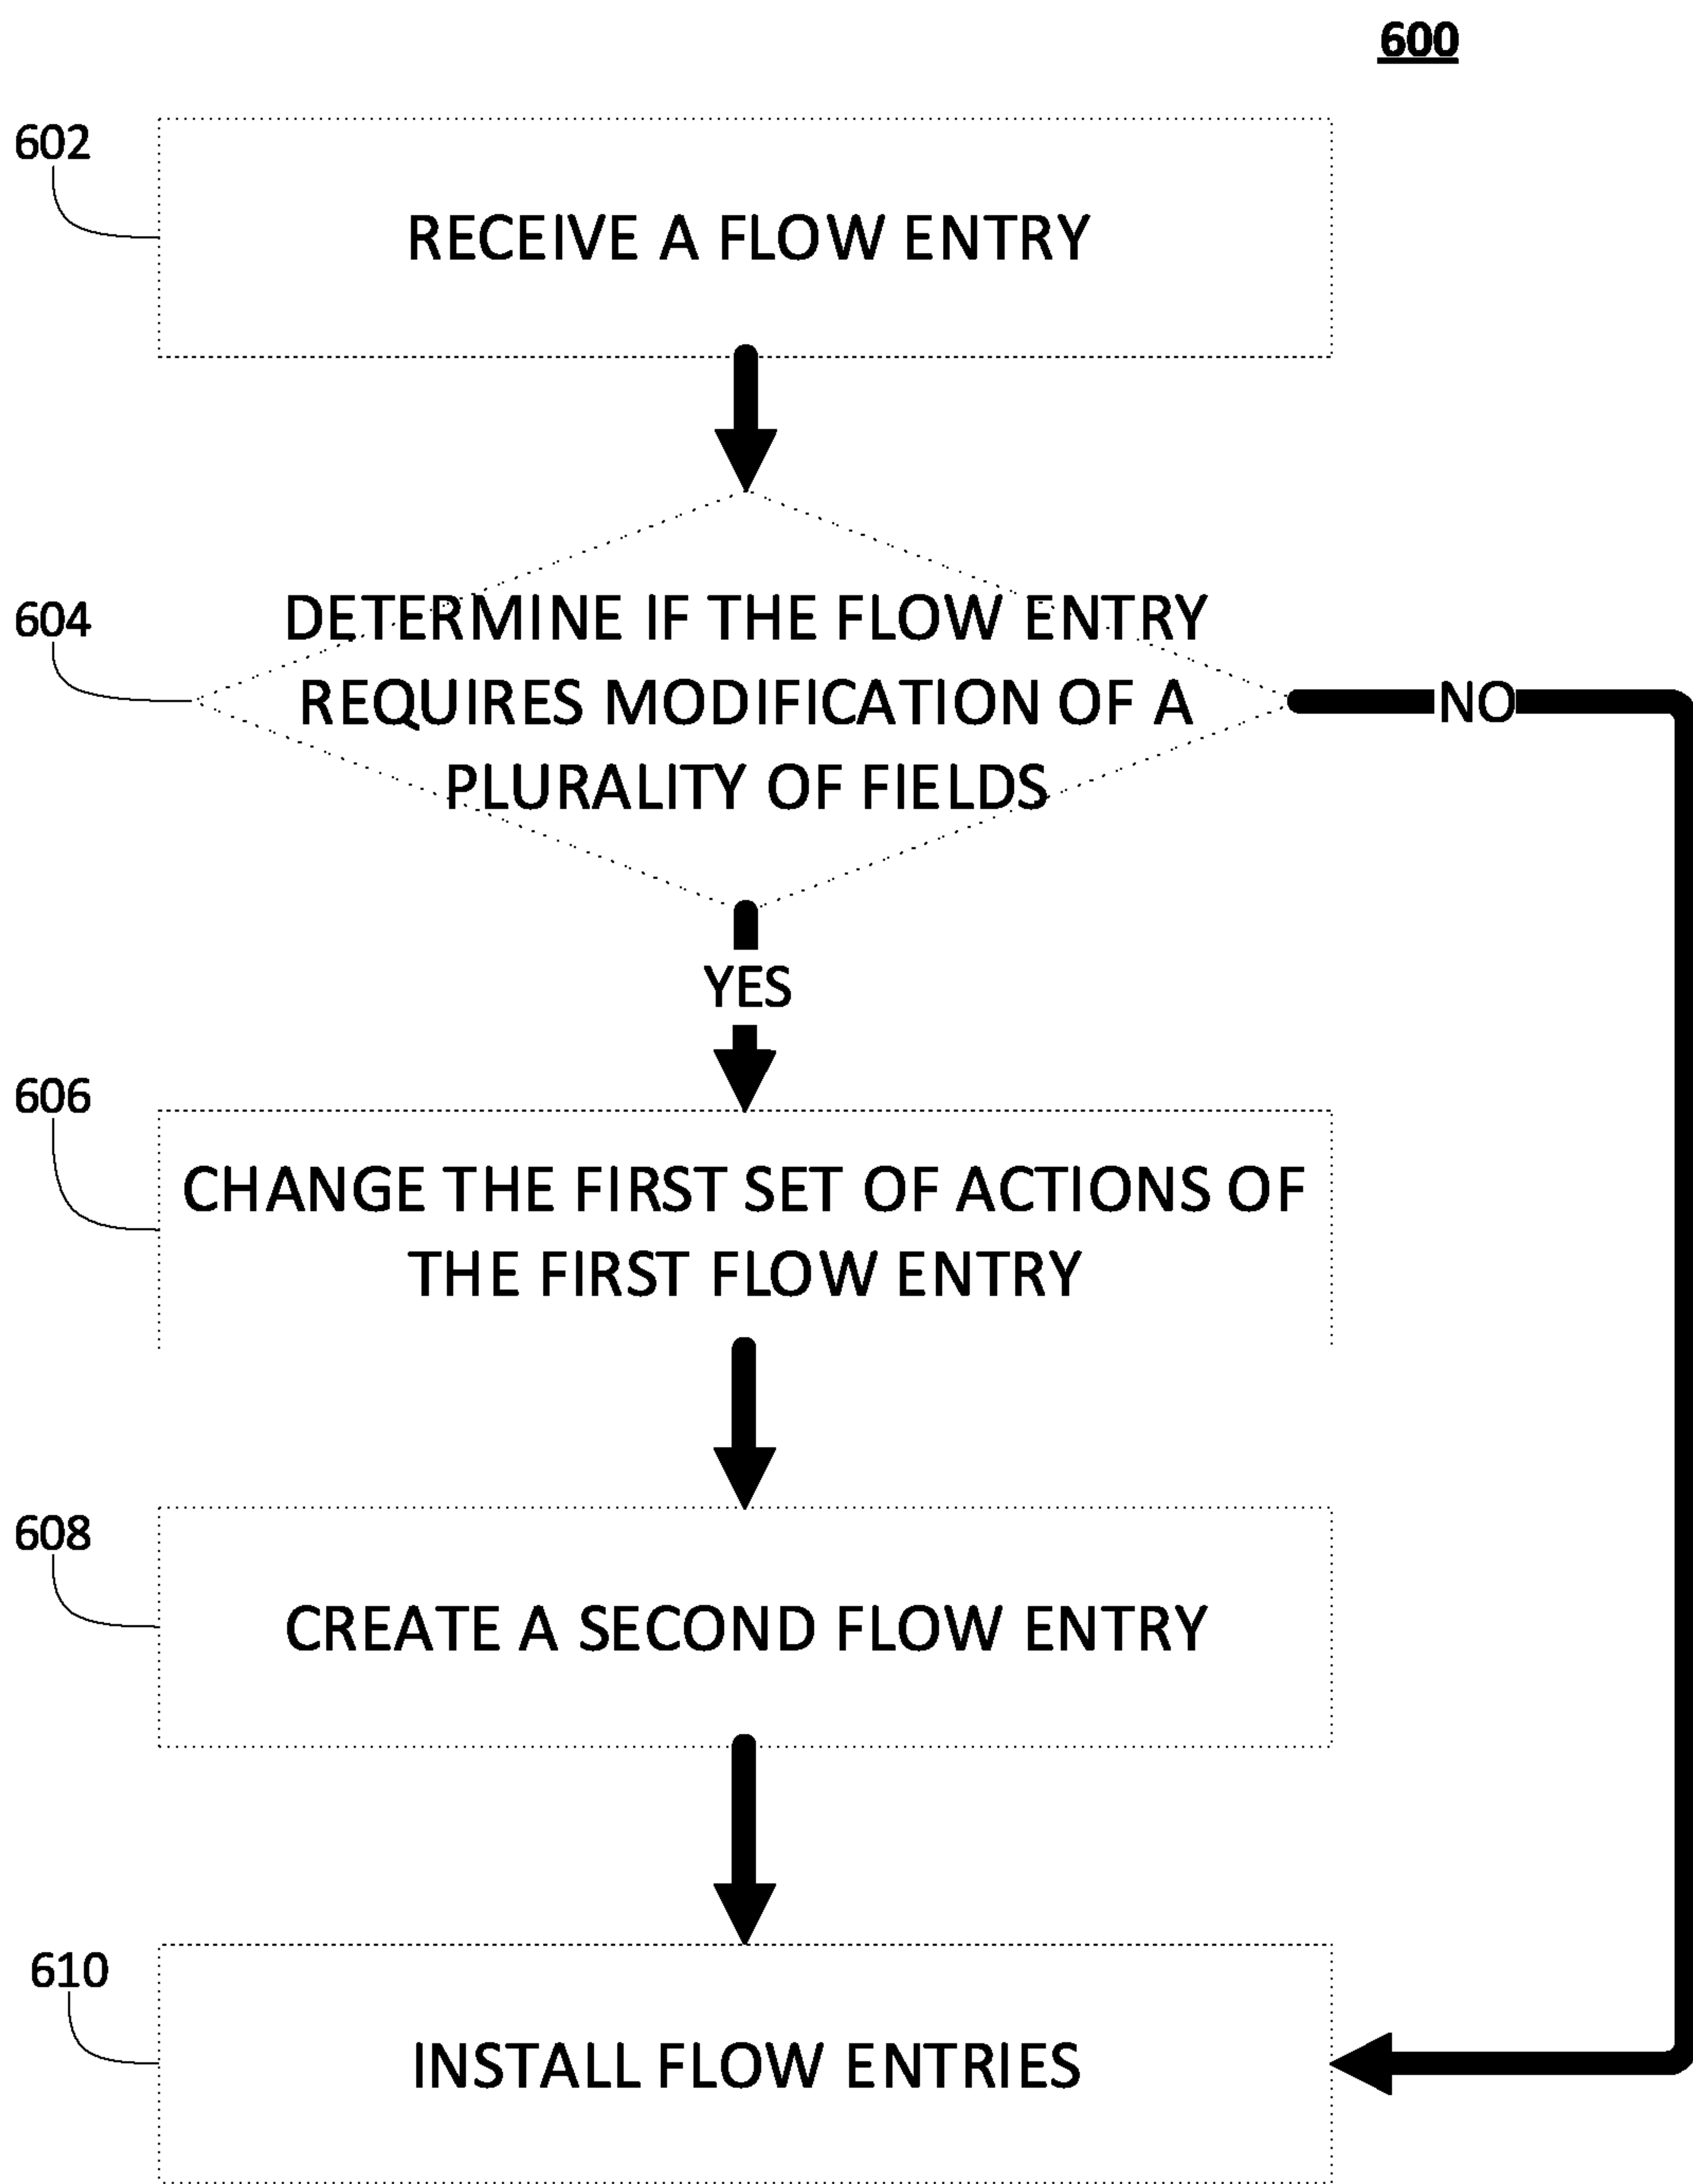 600
602
RECEIVE A FLOW ENTRY
604
DETERMINE IF THE FLOW ENTRY
REQUIRES MODIFICATION OF A
PLURALITY OF FIELDS
NO
YES
606
CHANGE THE FIRST SET OF ACTIONS OF
THE FIRST FLOW ENTRY
608
CREATE A SECOND FLOW ENTRY
610
INSTALL FLOW ENTRIES